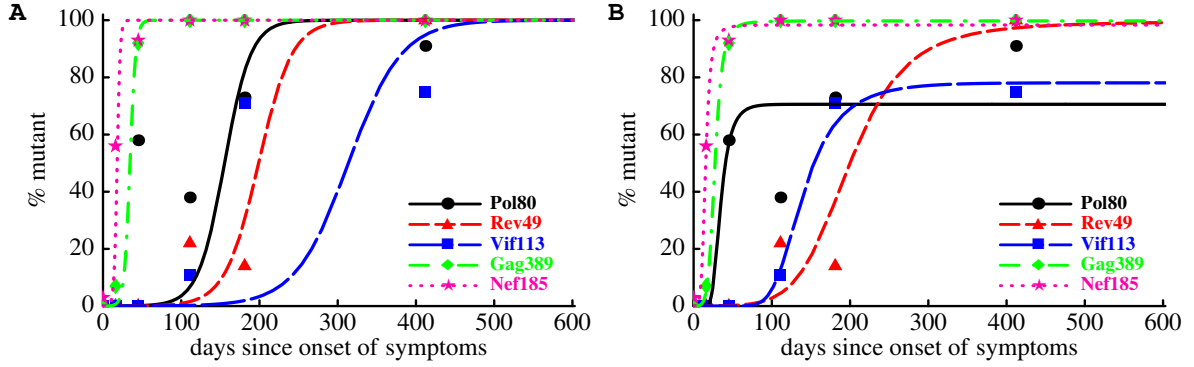 A
% mutant
100
80
60
40
20
0
Pol80
Rev49
Vif113
Gag389
Nef185
0 100 200 300 400 500 600
days since onset of symptoms
B
% mutant
100
80
60
40
20
0
Pol80
Rev49
Vif113
Gag389
Nef185
0 100 200 300 400 500 600
days since onset of symptoms